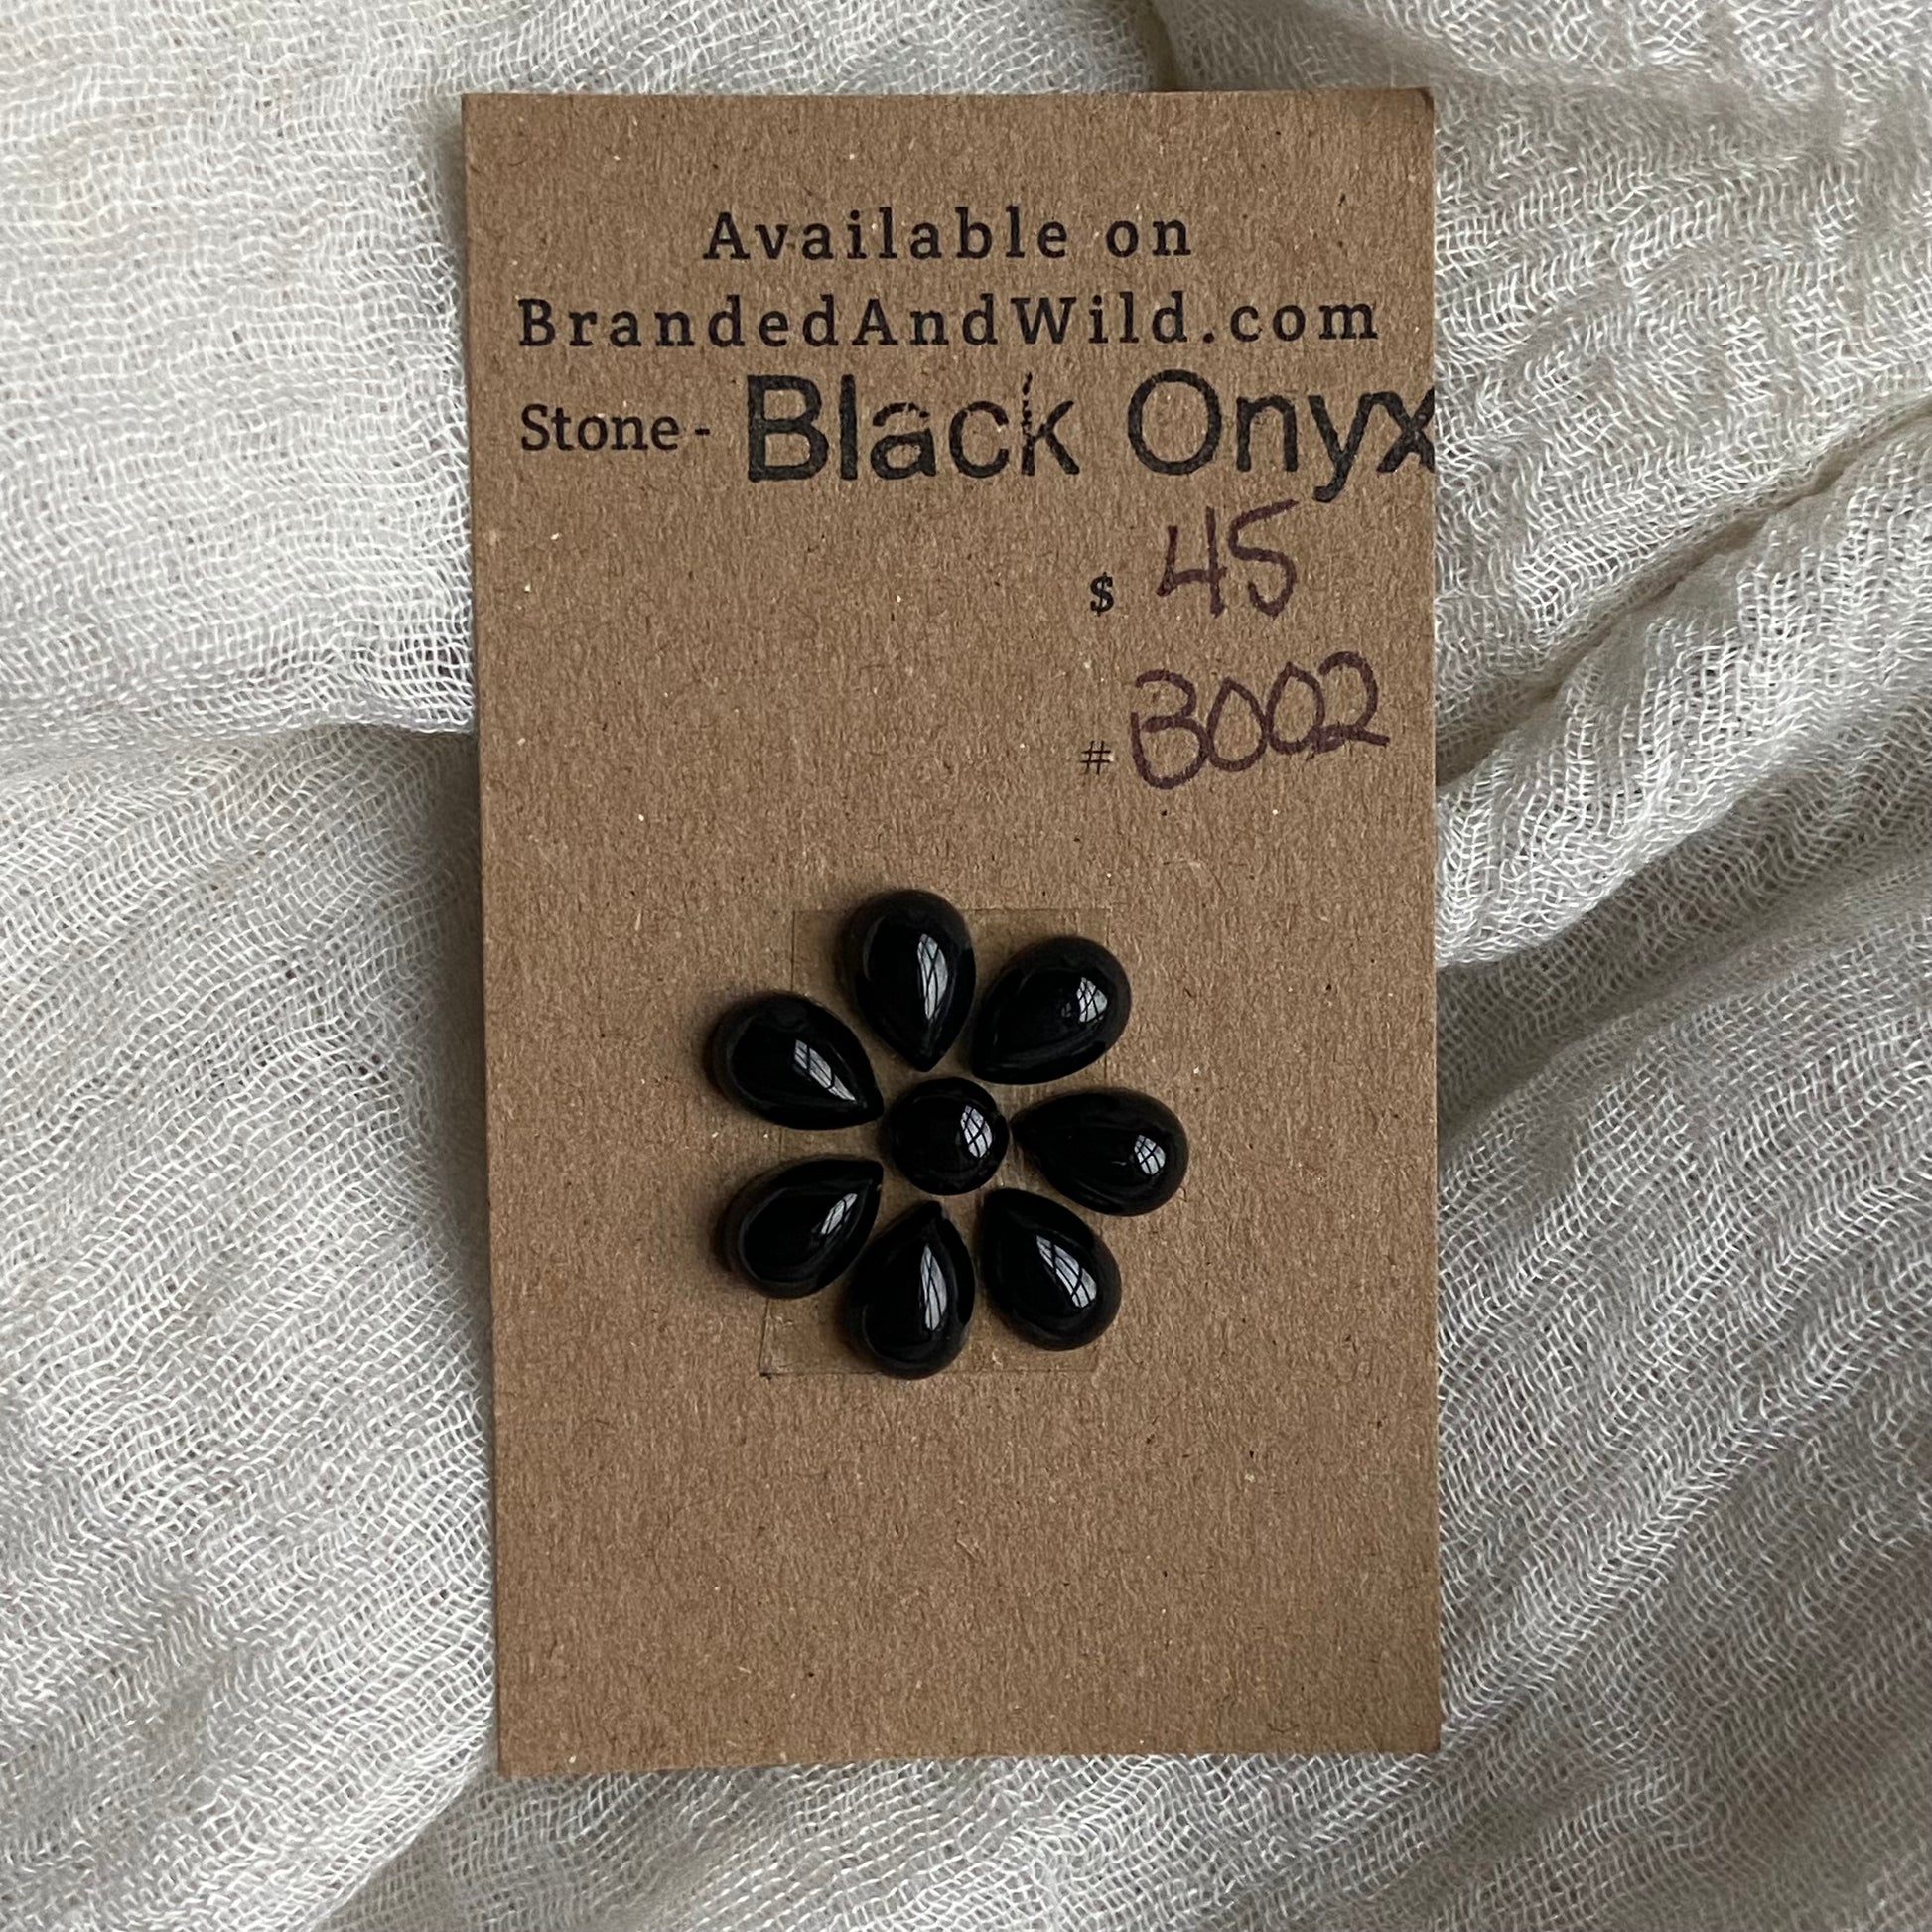 Available on
BrandedAndWild.com
Stone - Black Onyx
$ 45
# B002